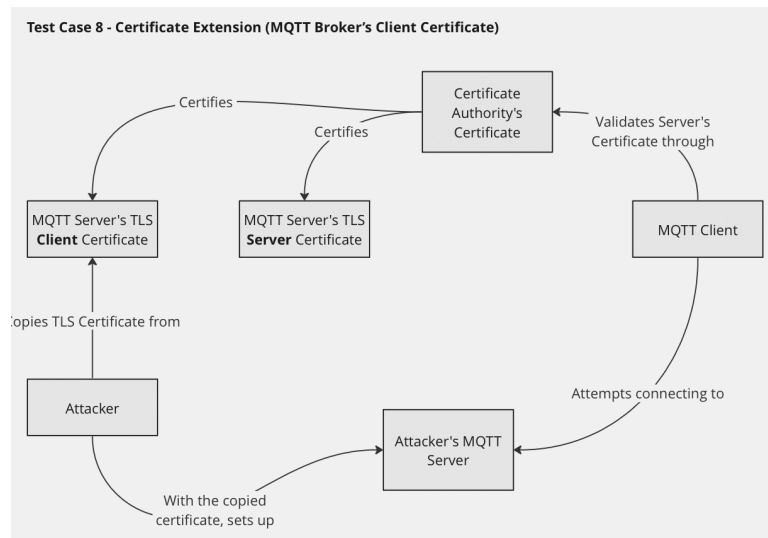 Test Case 8 - Certificate Extension (MQTT Broker's Client Certificate)
Certifies
Certificate
Authority's
Certificate
Certifies
Validates Server's
Certificate through
MQTT Server's TLS
Client Certificate
MQTT Server's TLS
Server Certificate
MQTT Client
opies TLS Certificate from
Attacker
Attempts connecting to
Attacker's MQTT
Server
With the copied
certificate, sets up